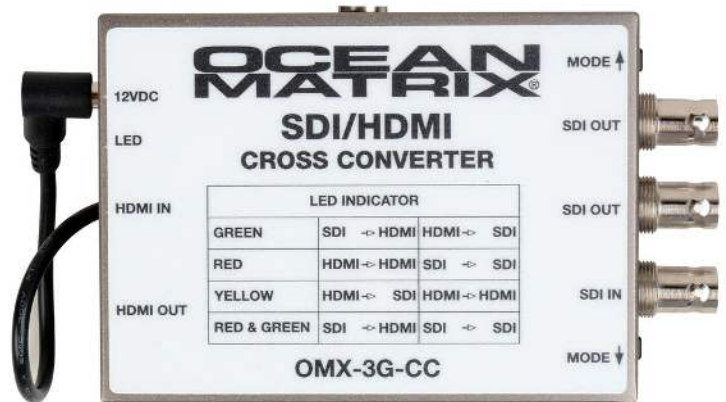 OCEAN
MATRIX®
SDI/HDMI
CROSS CONVERTER
12VDC
LED
HDMI IN
HDMI OUT
LED INDICATOR
GREEN SDI -▷ HDMI HDMI -▷ SDI
RED HDMI -▷ HDMI SDI -▷ SDI
YELLOW HDMI -▷ SDI HDMI -▷ HDMI
RED & GREEN SDI -▷ HDMI SDI -▷ SDI
OMX-3G-CC
MODE ↑
SDI OUT
SDI OUT
SDI IN
MODE ↓